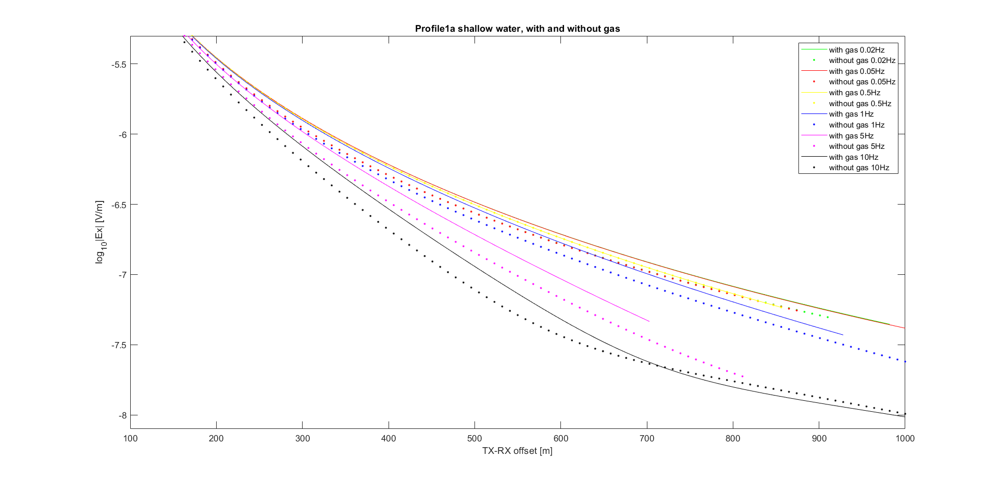 Profile1a shallow water, with and without gas
with gas 0.02Hz
without gas 0.02Hz
with gas 0.05Hz
without gas 0.05Hz
with gas 0.5Hz
without gas 0.5Hz
with gas 1Hz
without gas 1Hz
with gas 5Hz
without gas 5Hz
with gas 10Hz
without gas 10Hz
-5.5
-6
-6.5
-7
-7.5
-8
log10|Ex| [V/m]
100 200 300 400 500 600 700 800 900 1000
TX-RX offset [m]